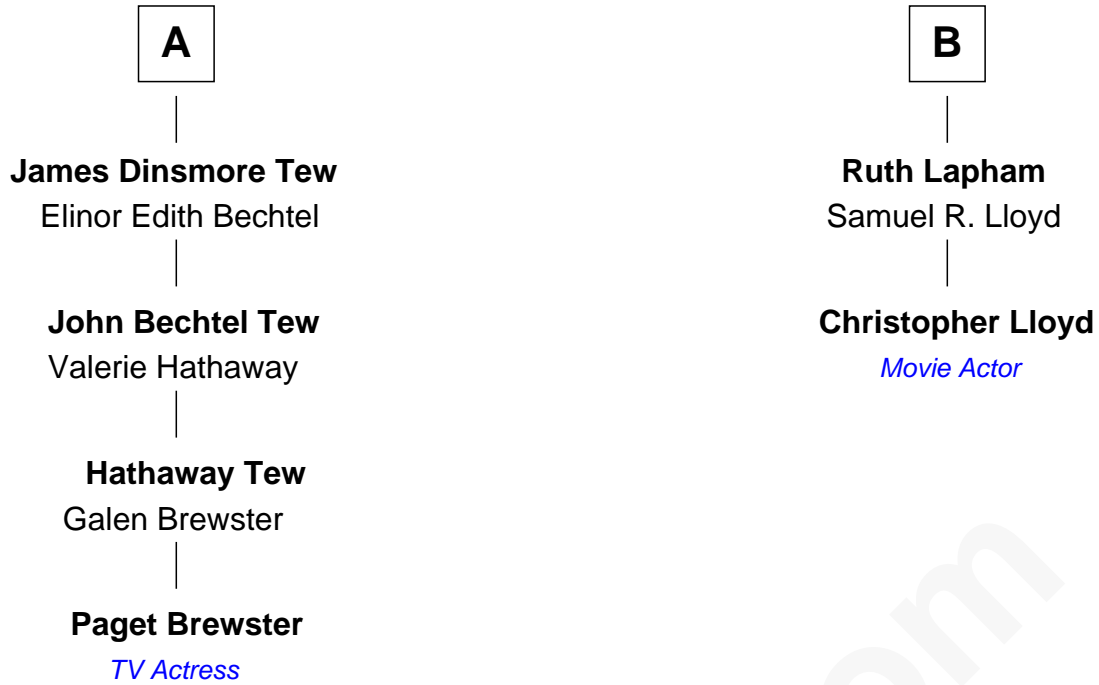 A
James Dinsmore Tew
Elinor Edith Bechtel
John Bechtel Tew
Valerie Hathaway
Hathaway Tew
Galen Brewster
Paget Brewster
TV Actress
B
Ruth Lapham
Samuel R. Lloyd
Christopher Lloyd
Movie Actor
om